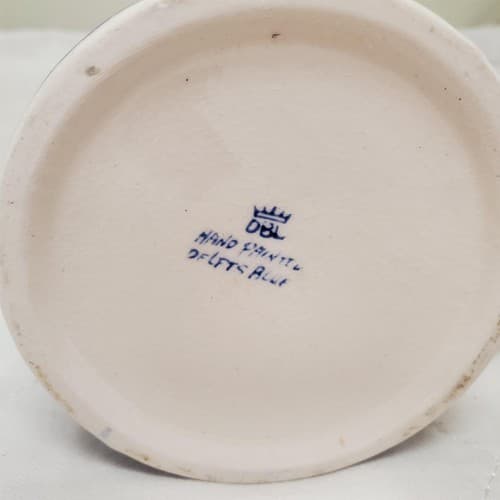 DBL
HAND PAINTED
DELFTS BLUE